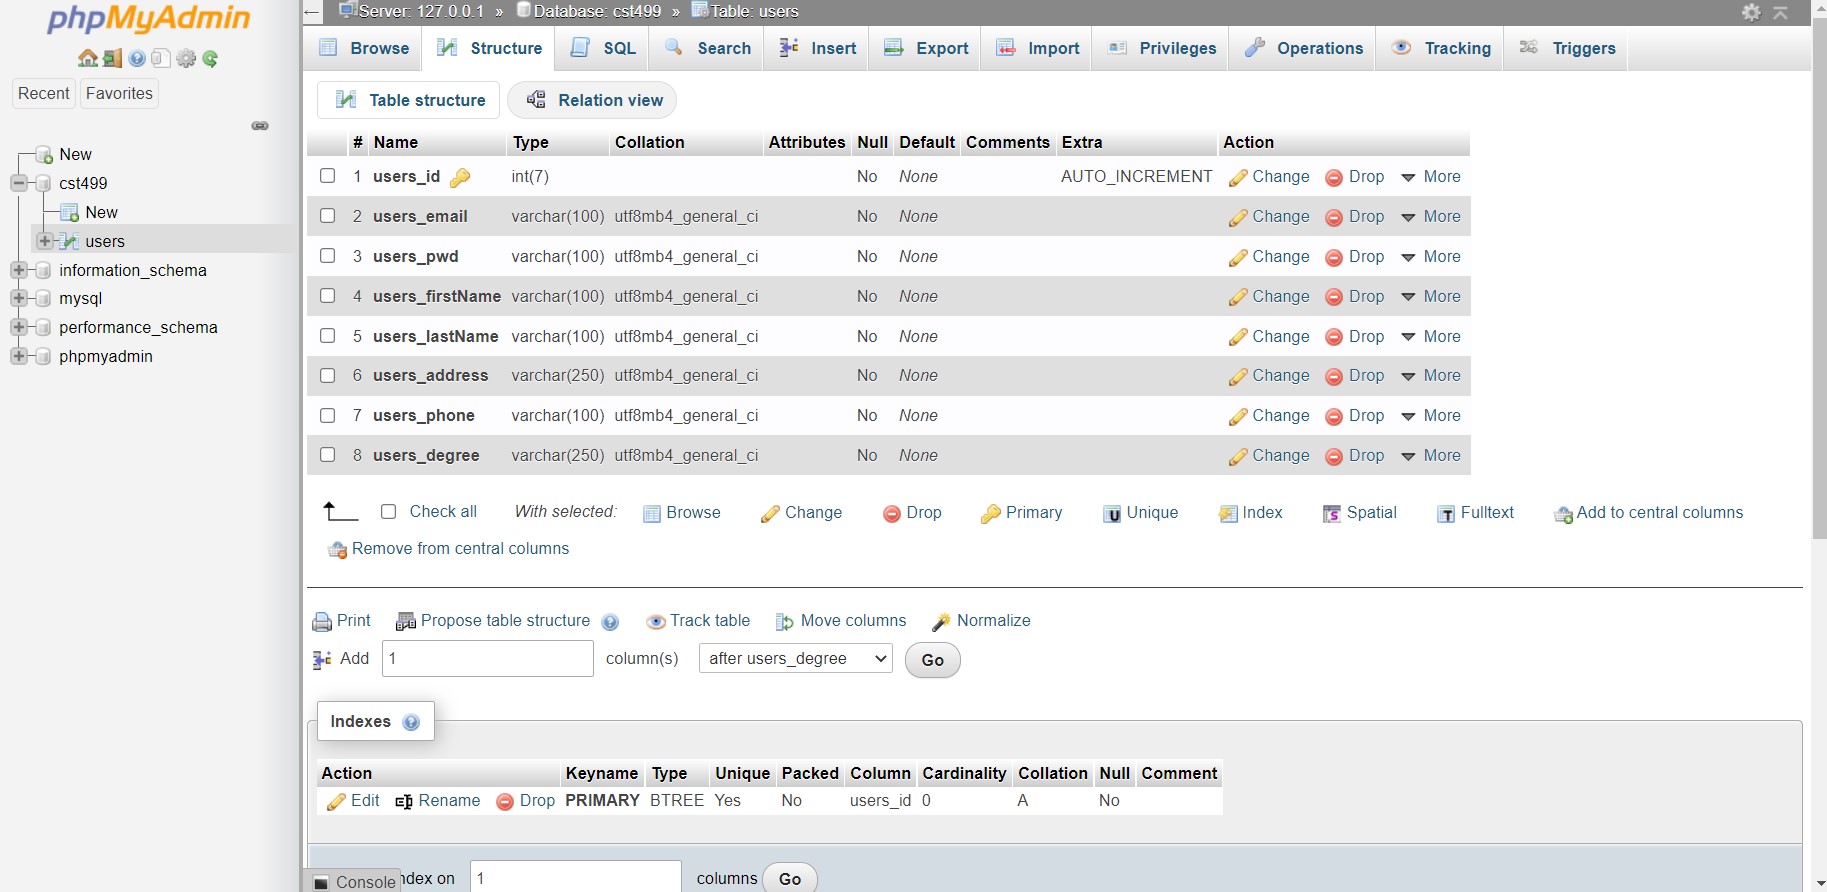 phpMyAdmin
Recent Favorites
New
cst499
New
users
information_schema
mysql
performance_schema
phpmyadmin
Server: 127.0.0.1 » Database: cst499 » Table: users
Browse Structure SQL Search Insert Export Import Privileges Operations Tracking Triggers
Table structure Relation view
# Name Type Collation Attributes Null Default Comments Extra Action
1 users_id int(7) No None AUTO_INCREMENT Change Drop More
2 users_email varchar(100) utf8mb4_general_ci No None Change Drop More
3 users_pwd varchar(100) utf8mb4_general_ci No None Change Drop More
4 users_firstName varchar(100) utf8mb4_general_ci No None Change Drop More
5 users_lastName varchar(100) utf8mb4_general_ci No None Change Drop More
6 users_address varchar(250) utf8mb4_general_ci No None Change Drop More
7 users_phone varchar(100) utf8mb4_general_ci No None Change Drop More
8 users_degree varchar(250) utf8mb4_general_ci No None Change Drop More
Check all With selected: Browse Change Drop Primary Unique Index Spatial Fulltext Add to central columns
Remove from central columns
Print Propose table structure Track table Move columns Normalize
Add 1 column(s) after users_degree Go
Indexes
Action Keyname Type Unique Packed Column Cardinality Collation Null Comment
Edit Rename Drop PRIMARY BTREE Yes No users_id 0 A No
Console ndex on 1 columns Go